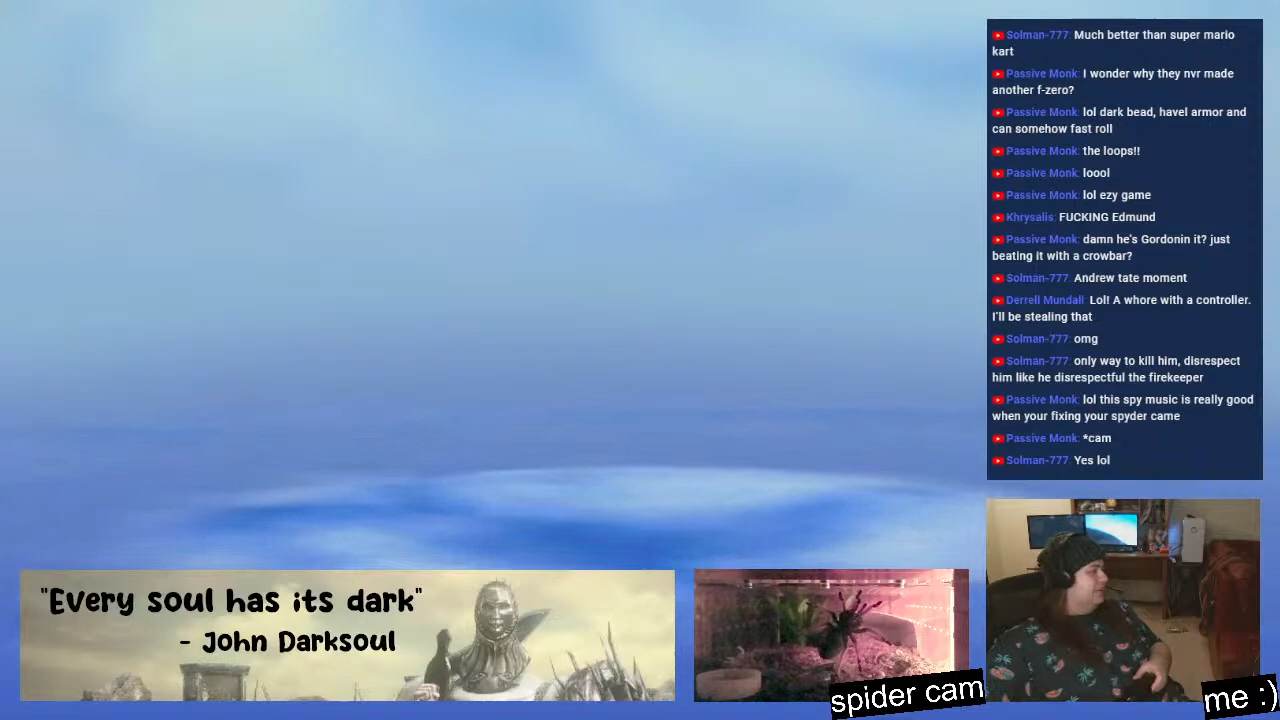 Solman-777: Much better than super mario
kart
Passive Monk: I wonder why they nvr made
another f-zero?
Passive Monk: lol dark bead, havel armor and
can somehow fast roll
Passive Monk: the loops!!
Passive Monk: loool
Passive Monk: lol ezy game
Khrysalis: FUCKING Edmund
Passive Monk: damn he's Gordonin it? just
beating it with a crowbar?
Solman-777: Andrew tate moment
Derrell Mundall: Lol! A whore with a controller.
I'll be stealing that
Solman-777: omg
Solman-777: only way to kill him, disrespect
him like he disrespectful the firekeeper
Passive Monk: lol this spy music is really good
when your fixing your spyder came
Passive Monk: *cam
Solman-777: Yes lol
"Every soul has its dark"
- John Darksoul
spider cam
me :)